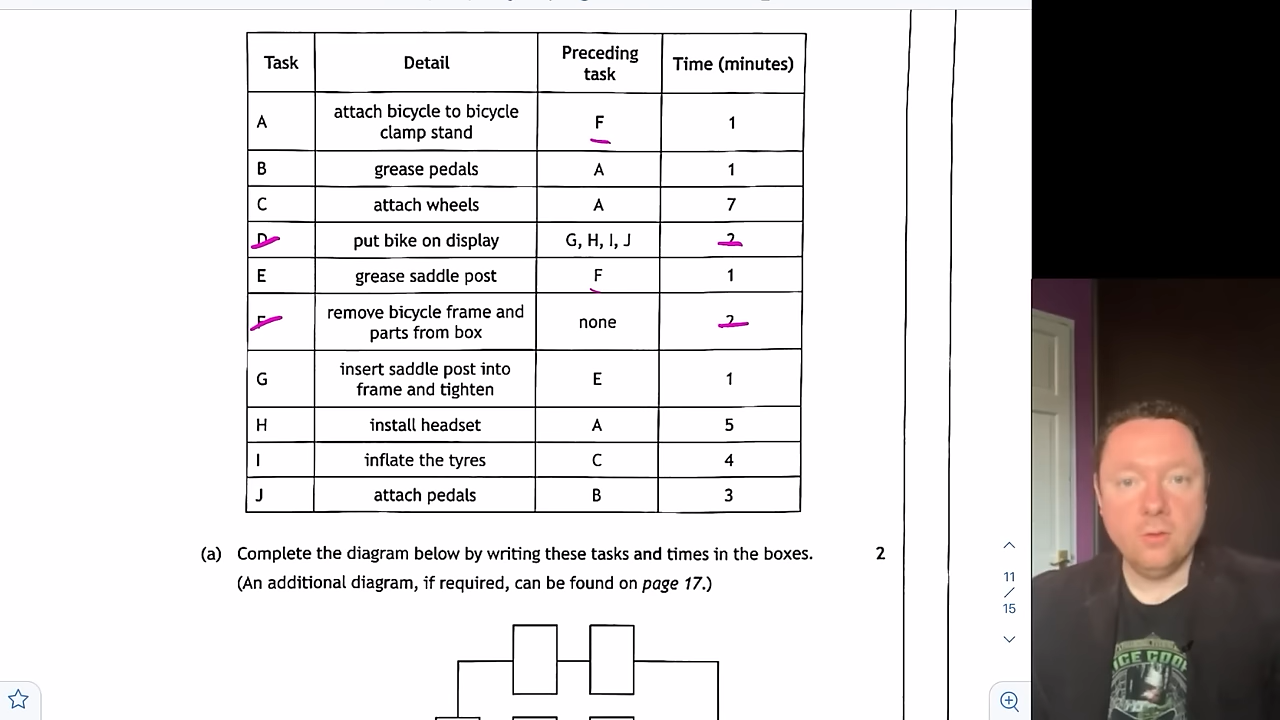 Task Detail Preceding task Time (minutes)
A attach bicycle to bicycle clamp stand F 1
B grease pedals A 1
C attach wheels A 7
D put bike on display G, H, I, J 2
E grease saddle post F 1
F remove bicycle frame and parts from box none 2
G insert saddle post into frame and tighten E 1
H install headset A 5
I inflate the tyres C 4
J attach pedals B 3
(a) Complete the diagram below by writing these tasks and times in the boxes. 2
(An additional diagram, if required, can be found on page 17.)
11
/
15